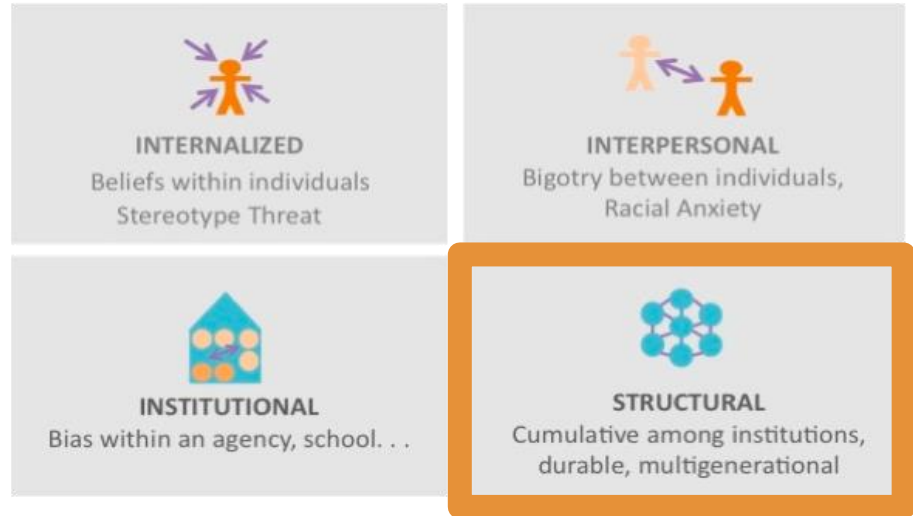 INTERNALIZED
Beliefs within individuals
Stereotype Threat
INTERPERSONAL
Bigotry between individuals,
Racial Anxiety
INSTITUTIONAL
Bias within an agency, school. . .
STRUCTURAL
Cumulative among institutions,
durable, multigenerational